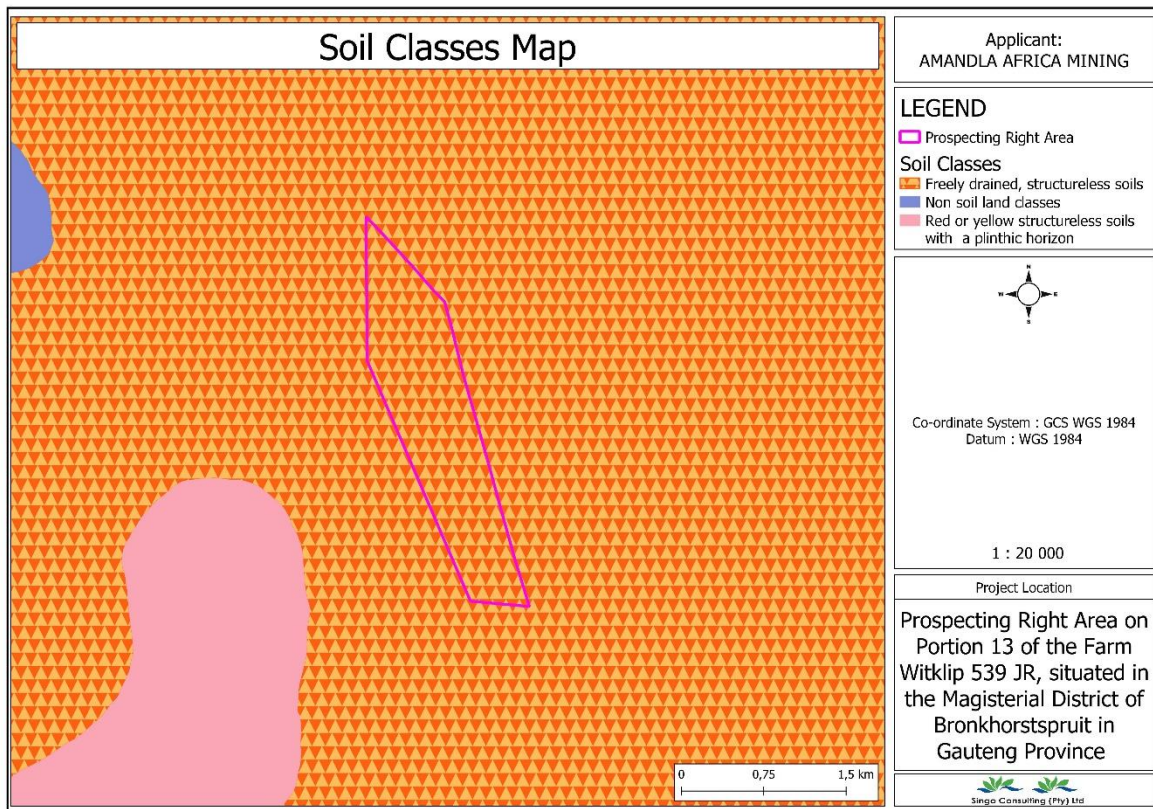 Soil Classes Map
Applicant:
AMANDLA AFRICA MINING
LEGEND
Prospecting Right Area
Soil Classes
Freely drained, structureless soils
Non soil land classes
Red or yellow structureless soils
with a plinthic horizon
N
W E
S
Co-ordinate System : GCS WGS 1984
Datum : WGS 1984
1 : 20 000
Project Location
Prospecting Right Area on
Portion 13 of the Farm
Witklip 539 JR, situated in
the Magisterial District of
Bronkhorstspruit in
Gauteng Province
0 0,75 1,5 km
Singo Consulting (Pty) Ltd